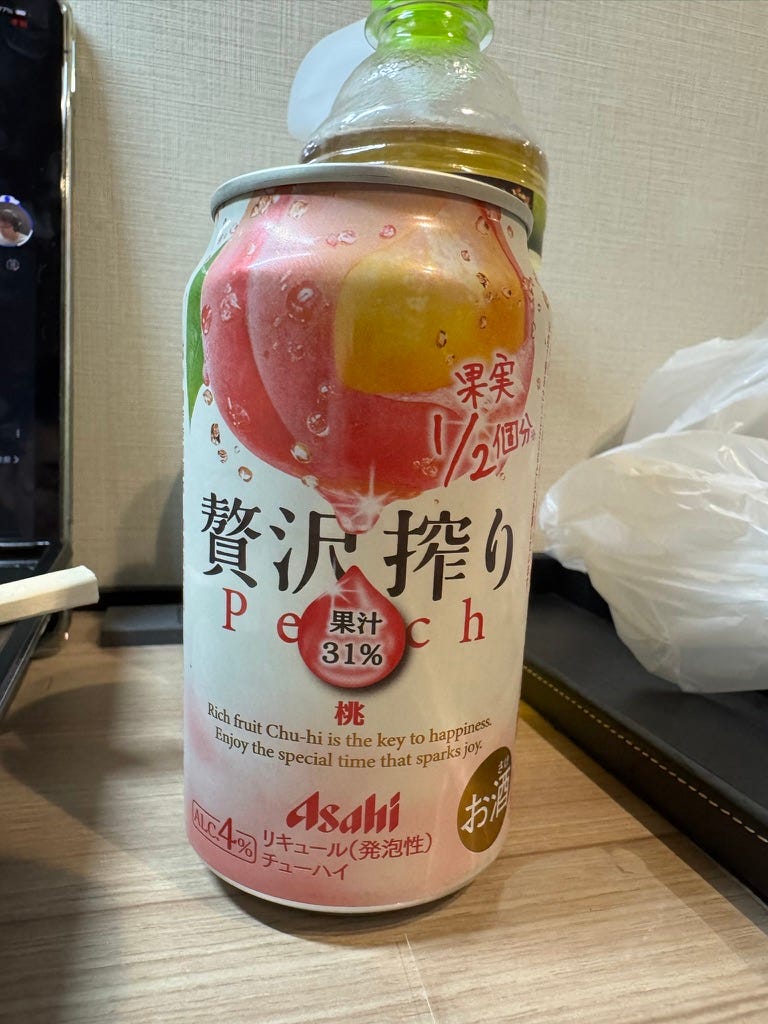 果実
1/2個分
贅沢搾り
Peach
果汁
31%
桃
Rich fruit Chu-hi is the key to happiness.
Enjoy the special time that sparks joy.
Asahi
ALC.4%
リキュール(発泡性)
チューハイ
お酒